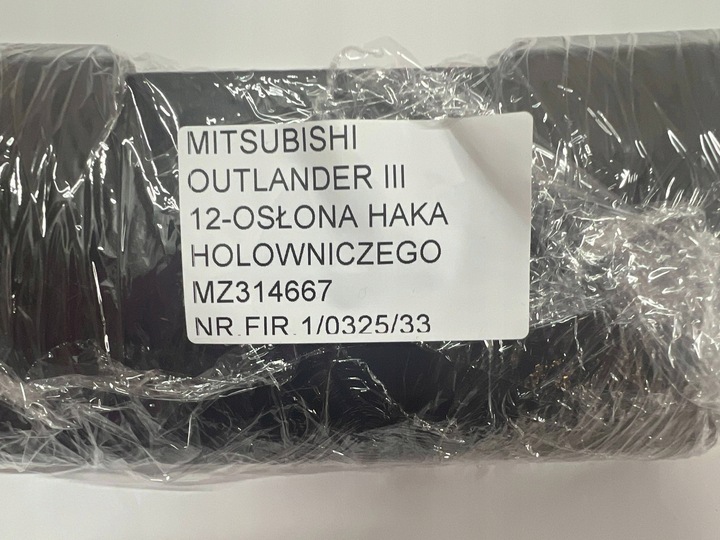 MITSUBISHI
OUTLANDER III
12-OSŁONA HAKA
HOLOWNICZEGO
MZ314667
NR.FIR.1/0325/33